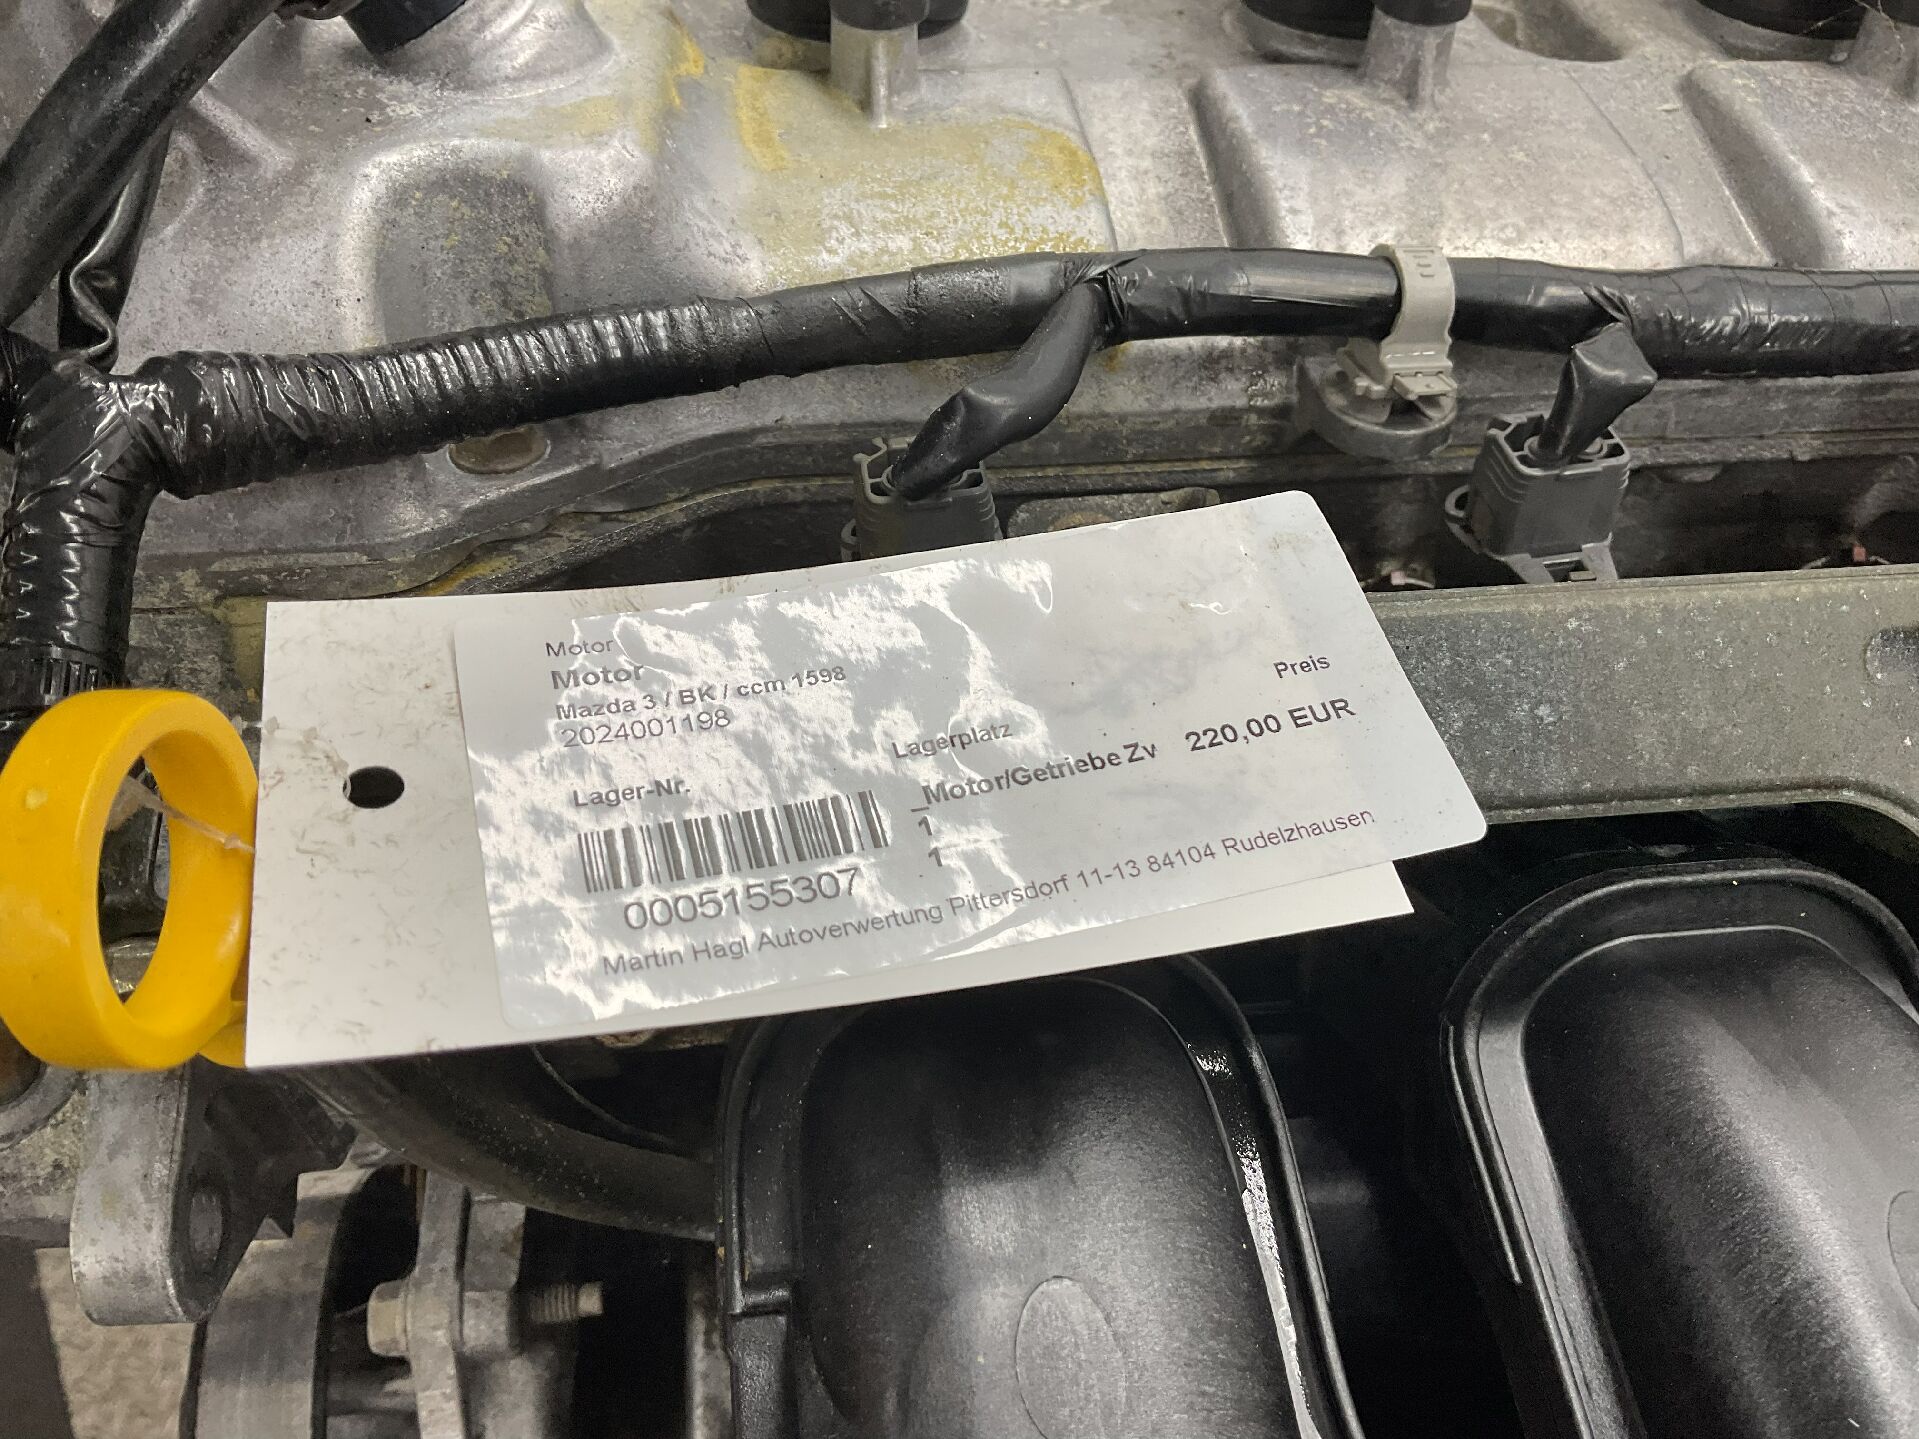 Motor
Motor
Mazda 3 / BK / ccm 1598
2024001198
Preis
Lagerplatz
220,00 EUR
Lager-Nr.
Motor/Getriebe Zv
_
1
1
0005155307
Martin Hagl Autoverwertung Pittersdorf 11-13 84104 Rudelzhausen